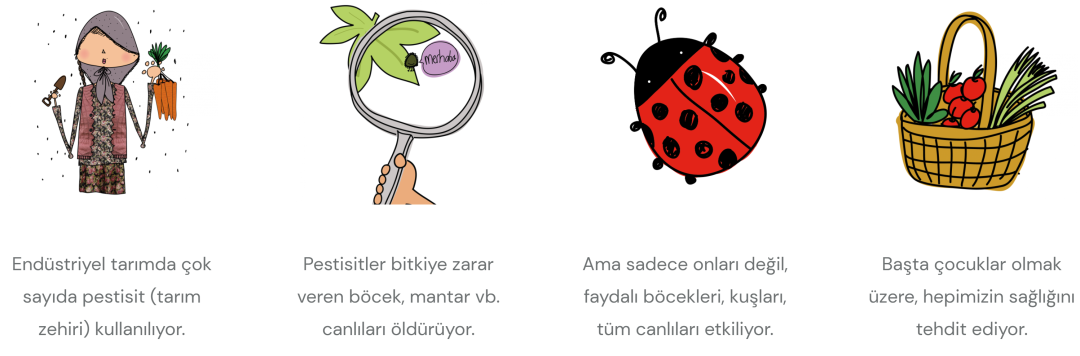 merhaba
Endüstriyel tarımda çok
sayıda pestisit (tarım
zehiri) kullanılıyor.
Pestisitler bitkiye zarar
veren böcek, mantar vb.
canlıları öldürüyor.
Ama sadece onları değil,
faydalı böcekleri, kuşları,
tüm canlıları etkiliyor.
Başta çocuklar olmak
üzere, hepimizin sağlığını
tehdit ediyor.